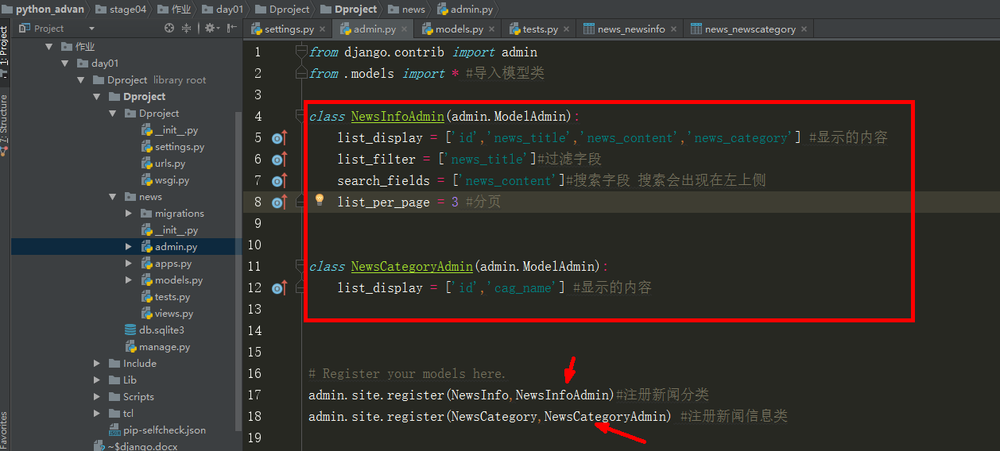 python_advan stage04 作业 day01 Dproject Dproject news admin.py
Project
settings.py admin.py models.py tests.py news_newsinfo news_newscategory
1: Project
7: Structure
Favorites
作业
day01
Dproject library root
Dproject
Dproject
__init__.py
settings.py
urls.py
wsgi.py
news
migrations
__init__.py
admin.py
apps.py
models.py
tests.py
views.py
db.sqlite3
manage.py
Include
Lib
Scripts
tcl
pip-selfcheck.json
~$django.docx
1 from django.contrib import admin
2 from .models import * #导入模型类
3
4 class NewsInfoAdmin(admin.ModelAdmin):
5 list_display = ['id','news_title','news_content','news_category'] #显示的内容
6 list_filter = ['news_title']#过滤字段
7 search_fields = ['news_content']#搜索字段 搜索会出现在左上侧
8 list_per_page = 3 #分页
9
10
11 class NewsCategoryAdmin(admin.ModelAdmin):
12 list_display = ['id','cag_name'] #显示的内容
13
14
15
16 # Register your models here.
17 admin.site.register(NewsInfo,NewsInfoAdmin)#注册新闻分类
18 admin.site.register(NewsCategory,NewsCategoryAdmin) #注册新闻信息类
19